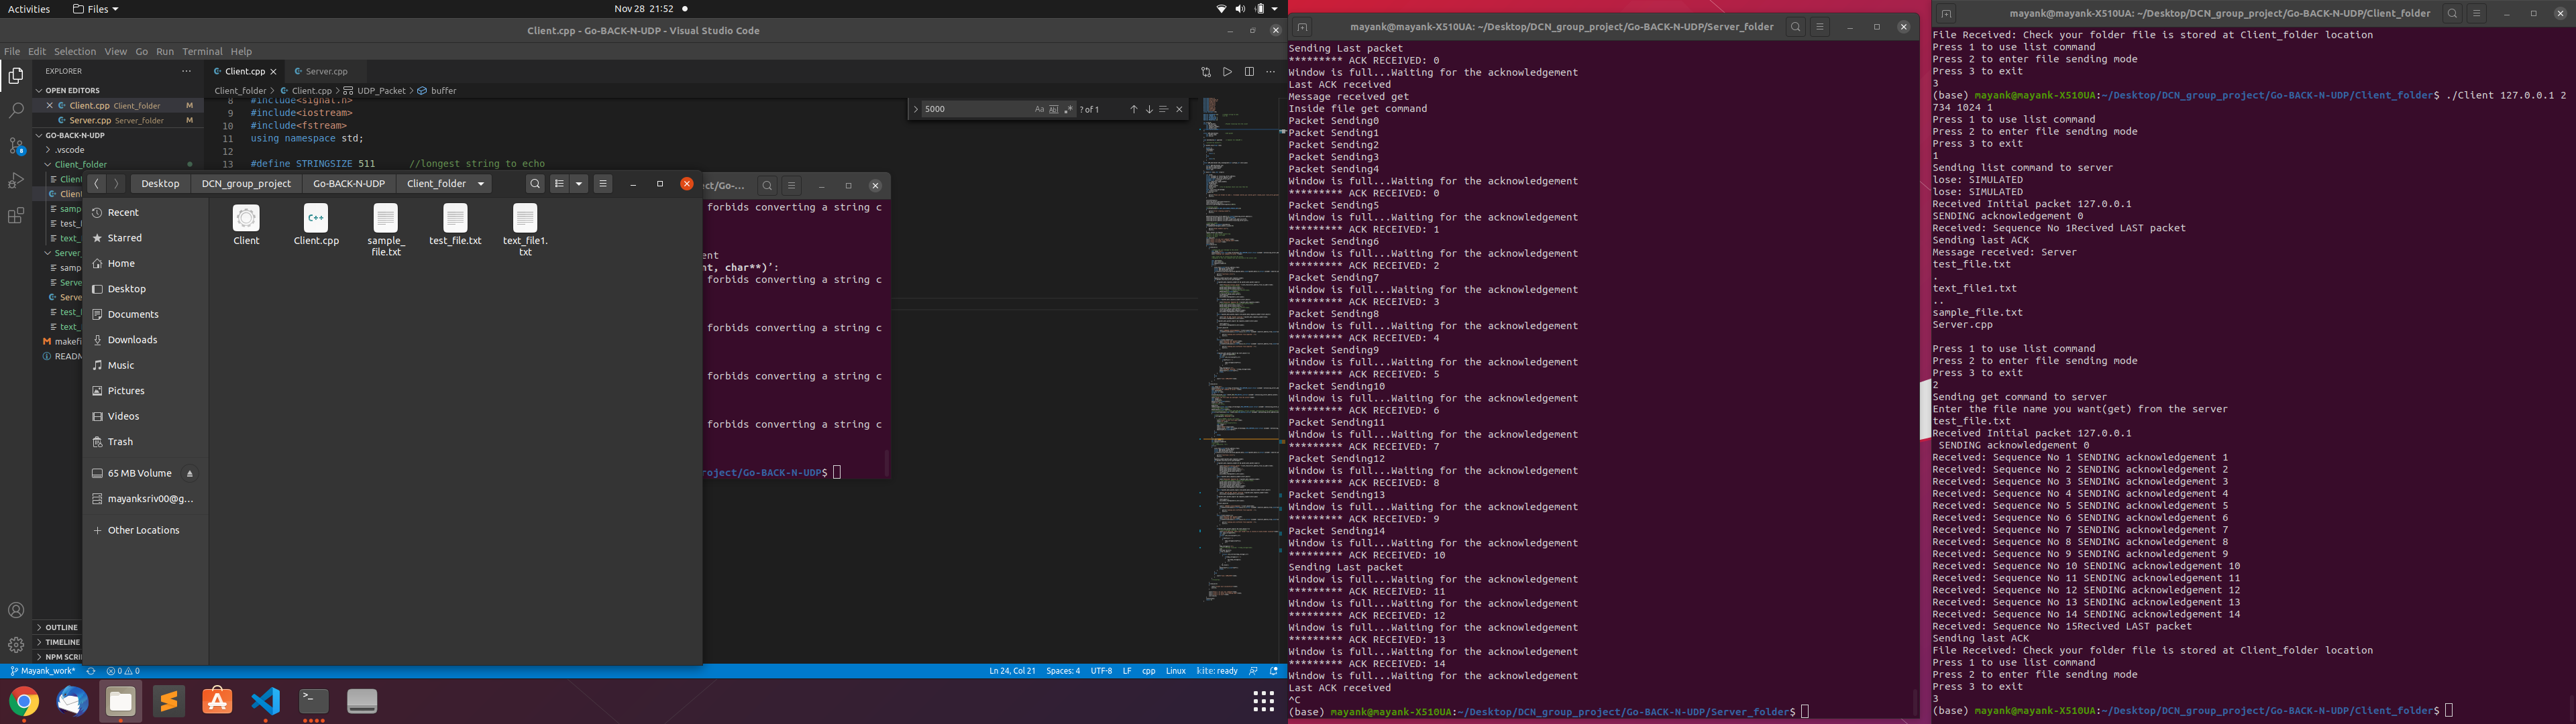 Activities
Files
Nov 28 21:52
Client.cpp - Go-BACK-N-UDP - Visual Studio Code
File Edit Selection View Go Run Terminal Help
EXPLORER
OPEN EDITORS
Client.cpp Client_folder M
Server.cpp Server_folder M
GO-BACK-N-UDP
.vscode
Client_folder
OUTLINE
TIMELINE
Client.cpp
Server.cpp
Client_folder > Client.cpp > UDP_Packet > buffer
5000
Aa
? of 1
8 #include<signal.h>
9 #include<iostream>
10 #include<fstream>
11 using namespace std;
12
13 #define STRINGSIZE 511 //longest string to echo
Desktop DCN_group_project Go-BACK-N-UDP Client_folder
Recent
Starred
Home
Desktop
Documents
Downloads
Music
Pictures
Videos
Trash
65 MB Volume
mayanksriv00@g...
Other Locations
Client
Client.cpp
sample_
file.txt
test_file.txt
text_file1.
txt
ject/Go-...
forbids converting a string c
ent
nt, char**)’:
forbids converting a string c
forbids converting a string c
forbids converting a string c
forbids converting a string c
roject/Go-BACK-N-UDP$
Mayank_work*
0 0
Ln 24, Col 21 Spaces: 4 UTF-8 LF cpp Linux kite: ready
mayank@mayank-X510UA: ~/Desktop/DCN_group_project/Go-BACK-N-UDP/Server_folder
Sending Last packet
********* ACK RECEIVED: 0
Window is full...Waiting for the acknowledgement
Last ACK received
Message received get
Inside file get command
Packet Sending0
Packet Sending1
Packet Sending2
Packet Sending3
Packet Sending4
Window is full...Waiting for the acknowledgement
********* ACK RECEIVED: 0
Packet Sending5
Window is full...Waiting for the acknowledgement
********* ACK RECEIVED: 1
Packet Sending6
Window is full...Waiting for the acknowledgement
********* ACK RECEIVED: 2
Packet Sending7
Window is full...Waiting for the acknowledgement
********* ACK RECEIVED: 3
Packet Sending8
Window is full...Waiting for the acknowledgement
********* ACK RECEIVED: 4
Packet Sending9
Window is full...Waiting for the acknowledgement
********* ACK RECEIVED: 5
Packet Sending10
Window is full...Waiting for the acknowledgement
********* ACK RECEIVED: 6
Packet Sending11
Window is full...Waiting for the acknowledgement
********* ACK RECEIVED: 7
Packet Sending12
Window is full...Waiting for the acknowledgement
********* ACK RECEIVED: 8
Packet Sending13
Window is full...Waiting for the acknowledgement
********* ACK RECEIVED: 9
Packet Sending14
Window is full...Waiting for the acknowledgement
********* ACK RECEIVED: 10
Sending Last packet
Window is full...Waiting for the acknowledgement
********* ACK RECEIVED: 11
Window is full...Waiting for the acknowledgement
********* ACK RECEIVED: 12
Window is full...Waiting for the acknowledgement
********* ACK RECEIVED: 13
Window is full...Waiting for the acknowledgement
********* ACK RECEIVED: 14
Window is full...Waiting for the acknowledgement
Last ACK received
^C
(base) mayank@mayank-X510UA:~/Desktop/DCN_group_project/Go-BACK-N-UDP/Server_folder$
mayank@mayank-X510UA: ~/Desktop/DCN_group_project/Go-BACK-N-UDP/Client_folder
File Received: Check your folder file is stored at Client_folder location
Press 1 to use list command
Press 2 to enter file sending mode
Press 3 to exit
3
(base) mayank@mayank-X510UA:~/Desktop/DCN_group_project/Go-BACK-N-UDP/Client_folder$ ./Client 127.0.0.1 2
734 1024 1
Press 1 to use list command
Press 2 to enter file sending mode
Press 3 to exit
1
Sending list command to server
lose: SIMULATED
lose: SIMULATED
Received Initial packet 127.0.0.1
SENDING acknowledgement 0
Received: Sequence No 1Recived LAST packet
Sending last ACK
Message received: Server
test_file.txt
.
text_file1.txt
..
sample_file.txt
Server.cpp
Press 1 to use list command
Press 2 to enter file sending mode
Press 3 to exit
2
Sending get command to server
Enter the file name you want(get) from the server
test_file.txt
Received Initial packet 127.0.0.1
SENDING acknowledgement 0
Received: Sequence No 1 SENDING acknowledgement 1
Received: Sequence No 2 SENDING acknowledgement 2
Received: Sequence No 3 SENDING acknowledgement 3
Received: Sequence No 4 SENDING acknowledgement 4
Received: Sequence No 5 SENDING acknowledgement 5
Received: Sequence No 6 SENDING acknowledgement 6
Received: Sequence No 7 SENDING acknowledgement 7
Received: Sequence No 8 SENDING acknowledgement 8
Received: Sequence No 9 SENDING acknowledgement 9
Received: Sequence No 10 SENDING acknowledgement 10
Received: Sequence No 11 SENDING acknowledgement 11
Received: Sequence No 12 SENDING acknowledgement 12
Received: Sequence No 13 SENDING acknowledgement 13
Received: Sequence No 14 SENDING acknowledgement 14
Received: Sequence No 15Recived LAST packet
Sending last ACK
File Received: Check your folder file is stored at Client_folder location
Press 1 to use list command
Press 2 to enter file sending mode
Press 3 to exit
3
(base) mayank@mayank-X510UA:~/Desktop/DCN_group_project/Go-BACK-N-UDP/Client_folder$